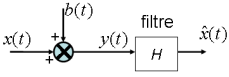 b(t)
filtre
x(t) + + y(t) H x̂(t)